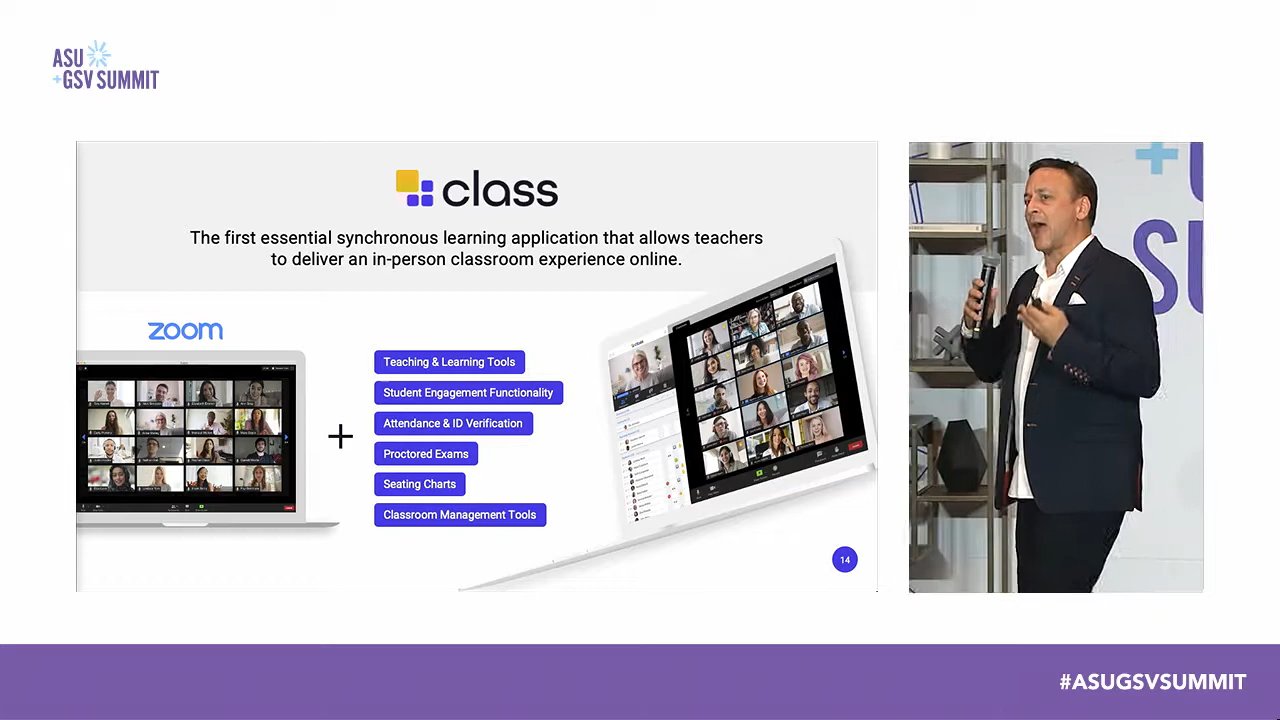 ASU
+GSV SUMMIT
class
The first essential synchronous learning application that allows teachers
to deliver an in-person classroom experience online.
zoom
+
Teaching & Learning Tools
Student Engagement Functionality
Attendance & ID Verification
Proctored Exams
Seating Charts
Classroom Management Tools
14
+
SU
#ASUGSVSUMMIT